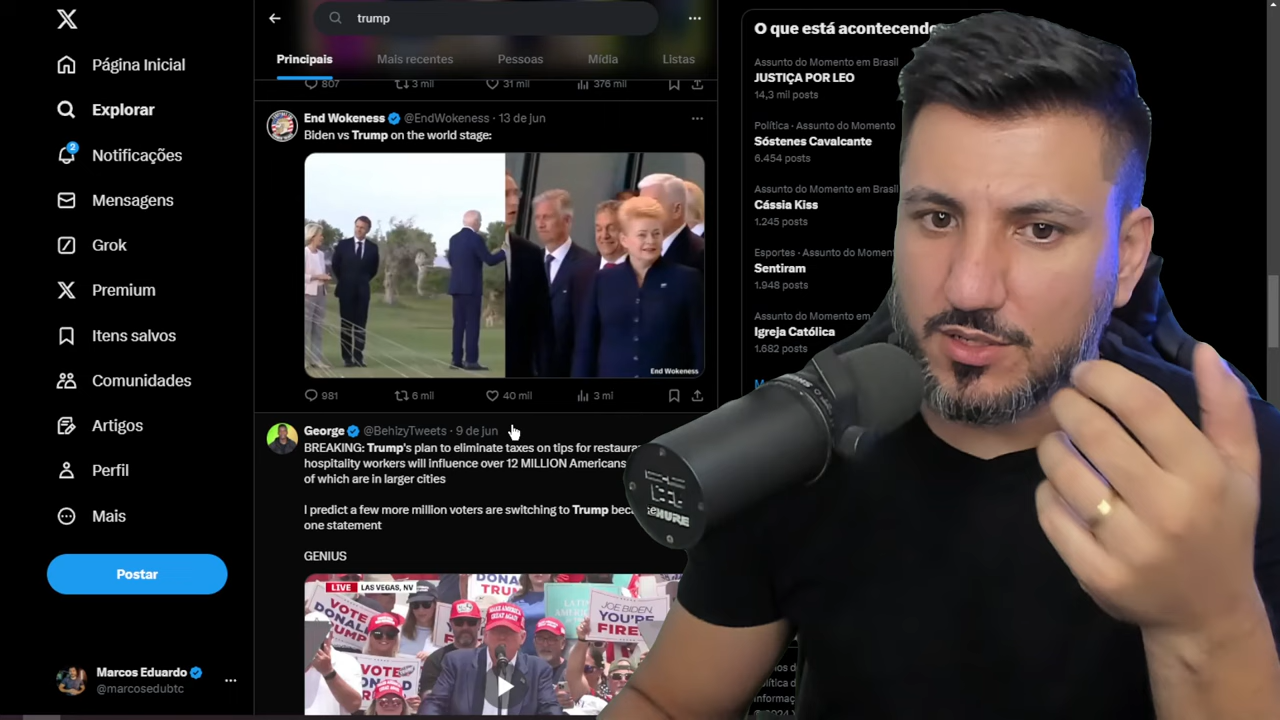 trump
Principais
Mais recentes
Pessoas
Mídia
Listas
807
3 mil
31 mil
376 mil
Página Inicial
Explorar
2
Notificações
Mensagens
Grok
Premium
Itens salvos
Comunidades
Artigos
Perfil
Mais
Postar
Marcos Eduardo
@marcosedubtc
End Wokeness @EndWokeness · 13 de jun
Biden vs Trump on the world stage:
End Wokeness
981
6 mil
40 mil
3 mi
George @BehizyTweets · 9 de jun
BREAKING: Trump's plan to eliminate taxes on tips for
hospitality workers will influence over 12 MILLION Americans
of which are in larger cities
I predict a few more million voters are switching to Trump
one statement
GENIUS
LIVE LAS VEGAS, NV
VOTE
DONALD
TRUMP
JOE BIDEN,
YOU'RE
VOTE
DONALD
O que está acontecendo
Assunto do Momento em Brasil
JUSTIÇA POR LEO
14,3 mil posts
Política · Assunto do Momento
Sóstenes Cavalcante
6.454 posts
Assunto do Momento em Brasil
Cássia Kiss
1.245 posts
Esportes · Assunto do Momento
Sentiram
1.948 posts
Assunto do Momento em Brasil
Igreja Católica
1.682 posts
SHURE